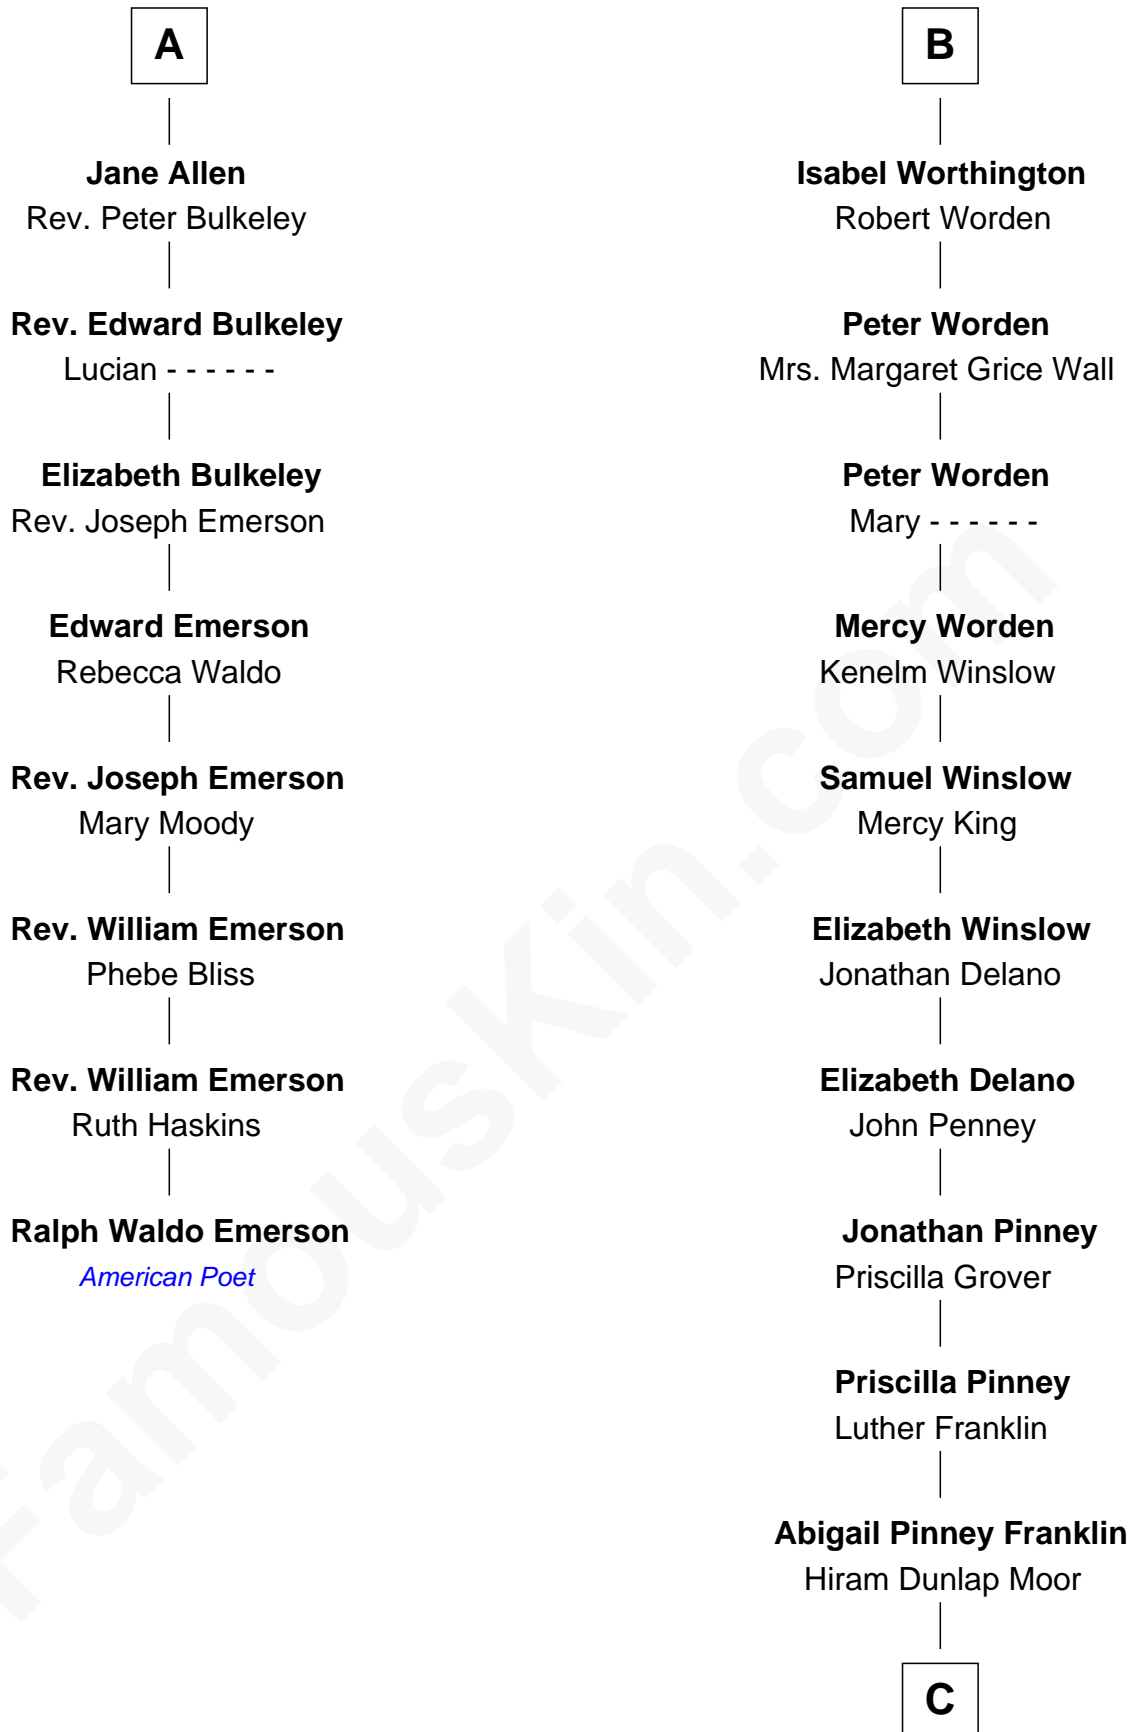 A
Jane Allen
Rev. Peter Bulkeley
Rev. Edward Bulkeley
Lucian - - - - - -
Elizabeth Bulkeley
Rev. Joseph Emerson
Edward Emerson
Rebecca Waldo
Rev. Joseph Emerson
Mary Moody
Rev. William Emerson
Phebe Bliss
Rev. William Emerson
Ruth Haskins
Ralph Waldo Emerson
American Poet
B
Isabel Worthington
Robert Worden
Peter Worden
Mrs. Margaret Grice Wall
Peter Worden
Mary - - - - - -
Mercy Worden
Kenelm Winslow
Samuel Winslow
Mercy King
Elizabeth Winslow
Jonathan Delano
Elizabeth Delano
John Penney
Jonathan Pinney
Priscilla Grover
Priscilla Pinney
Luther Franklin
Abigail Pinney Franklin
Hiram Dunlap Moor
C
FamousKin.com